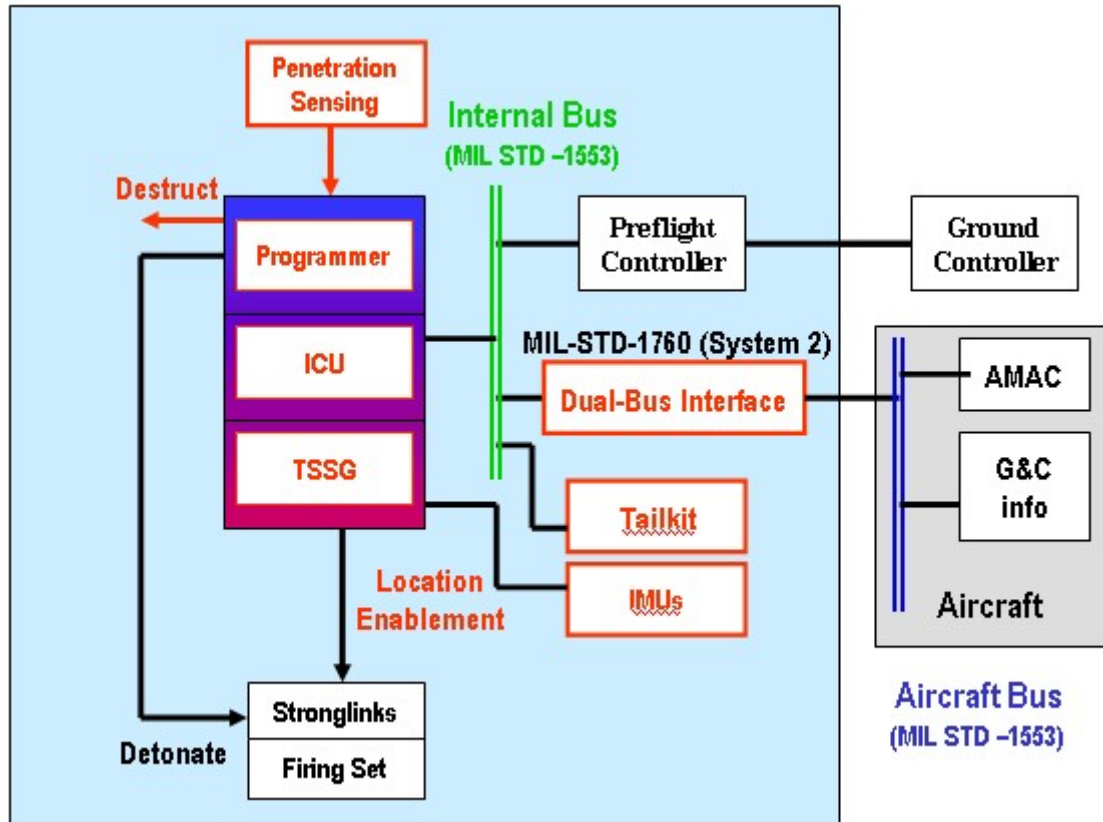 Penetration
Sensing
Internal Bus
(MIL STD –1553)
Destruct
Programmer
Preflight
Controller
Ground
Controller
ICU
MIL-STD-1760 (System 2)
Dual-Bus Interface
AMAC
TSSG
G&C
info
Tailkit
Location
Enablement
IMUs
Aircraft
Stronglinks
Aircraft Bus
(MIL STD –1553)
Detonate
Firing Set